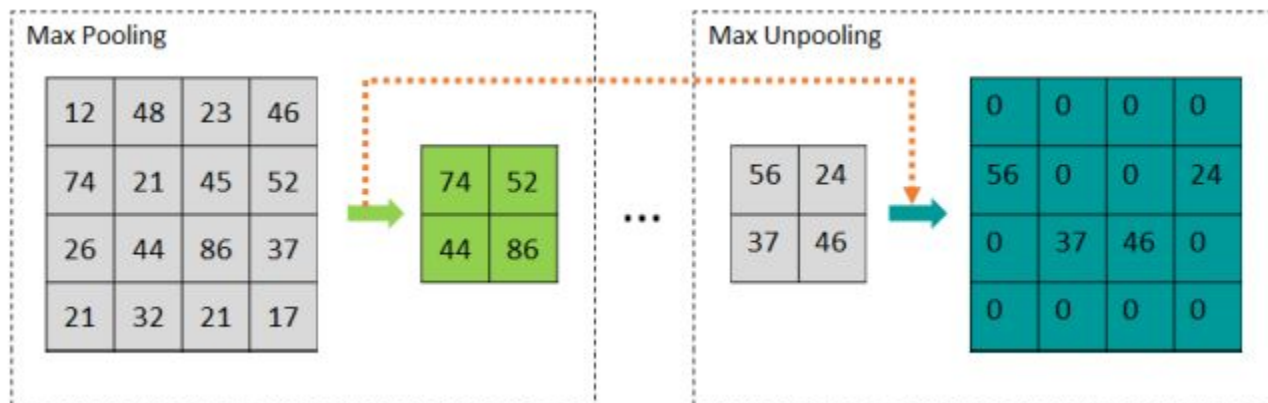 Max Pooling
12 48 23 46
74 21 45 52
26 44 86 37
21 32 21 17
74 52
44 86
...
Max Unpooling
56 24
37 46
0 0 0 0
56 0 0 24
0 37 46 0
0 0 0 0